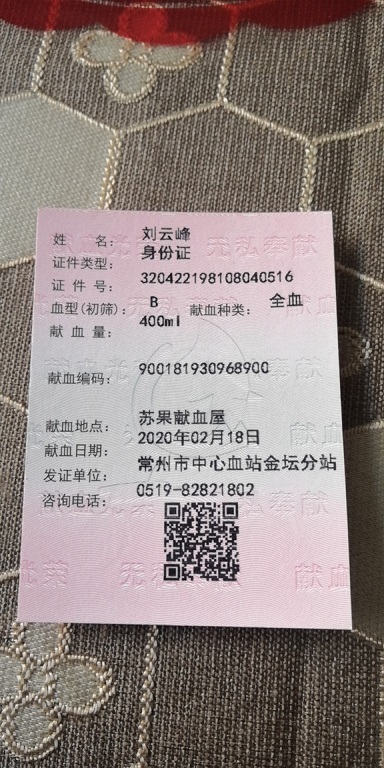 姓 名: 刘云峰
证件类型: 身份证
证 件 号: 320422198108040516
血型(初筛): B 献血种类: 全血
献 血 量: 400ml
献血编码: 900181930968900
献血地点: 苏果献血屋
献血日期: 2020年02月18日
发证单位: 常州市中心血站金坛分站
咨询电话: 0519-82821802
无私奉献